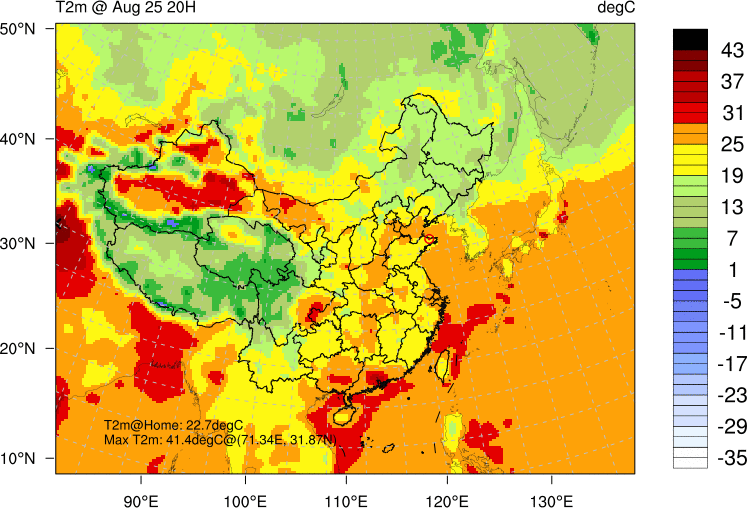 T2m @ Aug 25 20H
degC
50°N
40°N
30°N
20°N
10°N
T2m@Home: 22.7degC
Max T2m: 41.4degC@(71.34E, 31.87N)
90°E
100°E
110°E
120°E
130°E
43
37
31
25
19
13
7
1
-5
-11
-17
-23
-29
-35